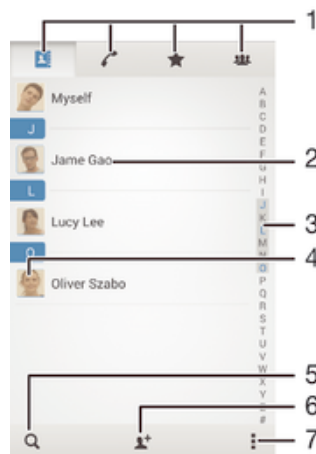 1
Myself
J
Jame Gao
2
L
Lucy Lee
3
O
4
Oliver Szabo
A
B
C
D
E
F
G
H
I
J
K
L
M
N
O
P
Q
R
S
T
U
V
W
X
Y
Z
#
5
6
7